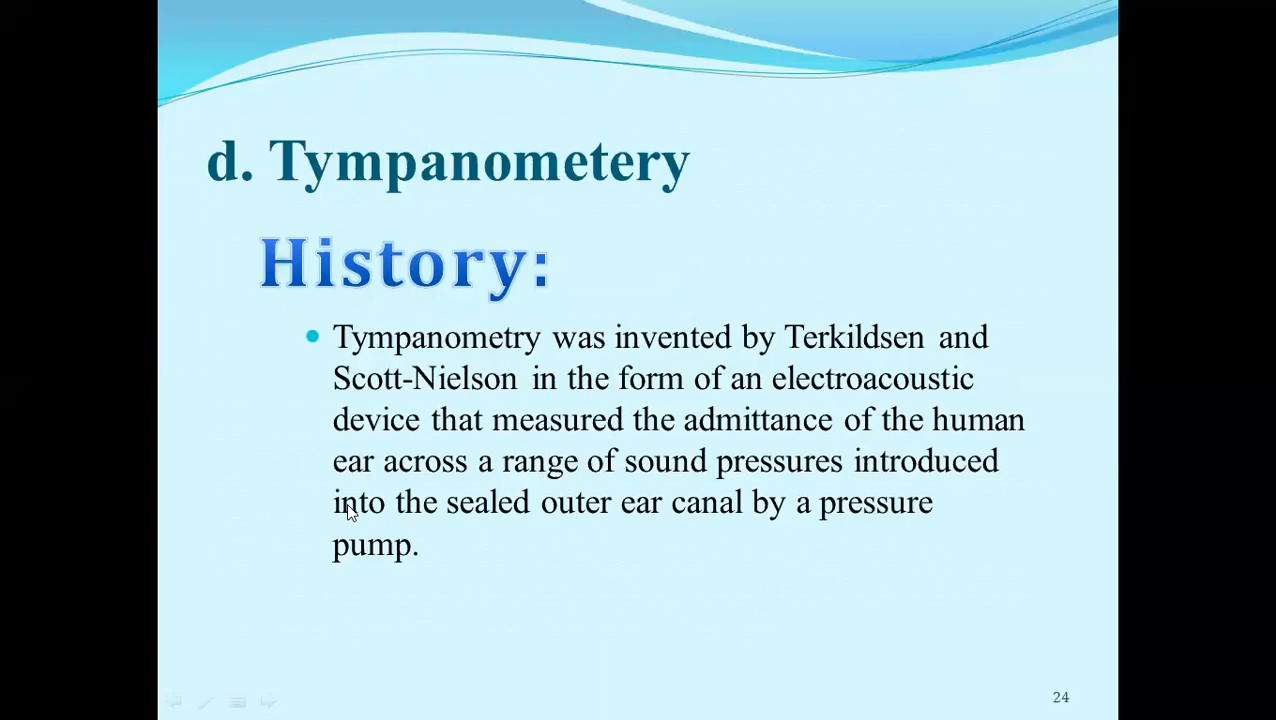 d. Tympanometery
History:
Tympanometry was invented by Terkildsen and
Scott-Nielson in the form of an electroacoustic
device that measured the admittance of the human
ear across a range of sound pressures introduced
into the sealed outer ear canal by a pressure
pump.
24